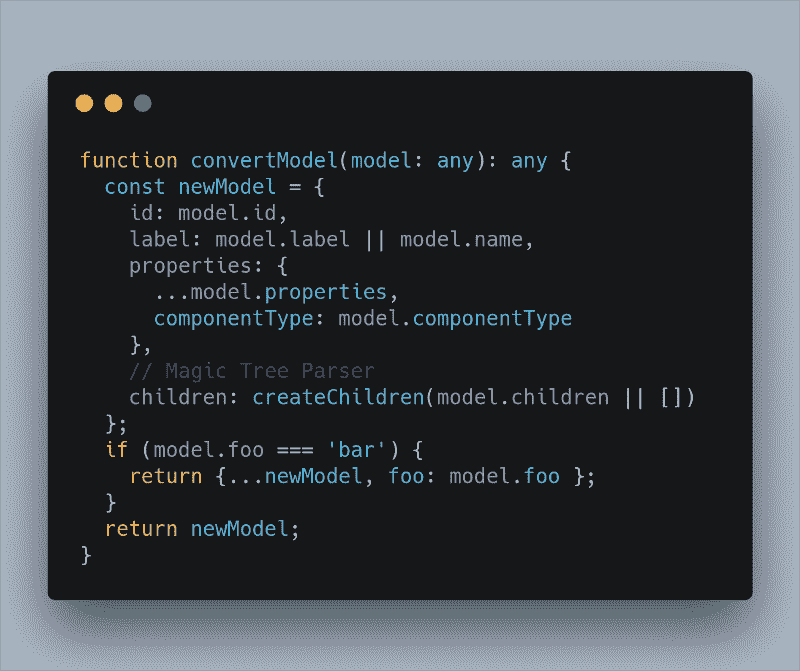 function convertModel(model: any): any {
  const newModel = {
    id: model.id,
    label: model.label || model.name,
    properties: {
      ...model.properties,
      componentType: model.componentType
    },
    // Magic Tree Parser
    children: createChildren(model.children || [])
  };
  if (model.foo === 'bar') {
    return {...newModel, foo: model.foo };
  }
  return newModel;
}